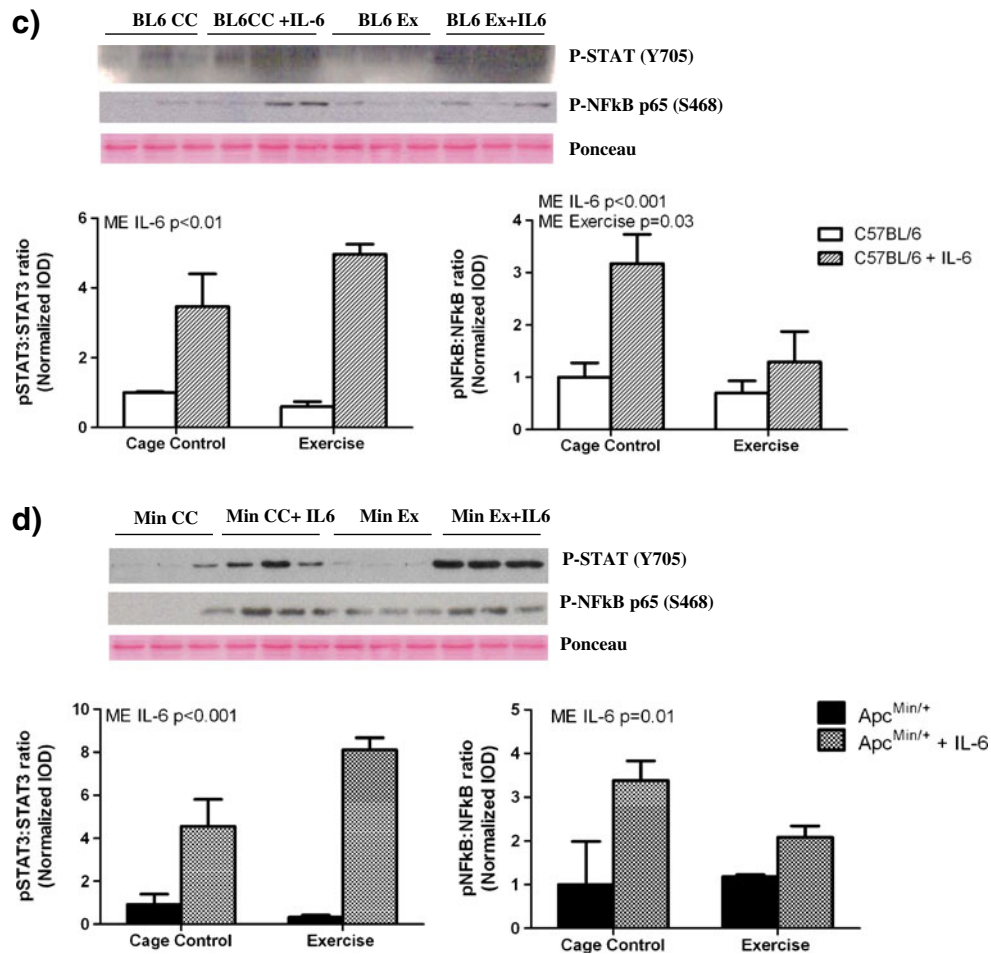 c)
BL6 CC BL6CC +IL-6 BL6 Ex BL6 Ex+IL6
P-STAT (Y705)
P-NFkB p65 (S468)
Ponceau
ME IL-6 p<0.01
pSTAT3:STAT3 ratio
(Normalized IOD)
6
4
2
0
Cage Control Exercise
ME IL-6 p<0.001
ME Exercise p=0.03
pNFkB:NFkB ratio
(Normalized IOD)
4
3
2
1
0
Cage Control Exercise
C57BL/6
C57BL/6 + IL-6
d)
Min CC Min CC+ IL6 Min Ex Min Ex+IL6
P-STAT (Y705)
P-NFkB p65 (S468)
Ponceau
ME IL-6 p<0.001
pSTAT3:STAT3 ratio
(Normalized IOD)
10
8
6
4
2
0
Cage Control Exercise
ME IL-6 p=0.01
pNFkB:NFkB ratio
(Normalized IOD)
5
4
3
2
1
0
Cage Control Exercise
Apc^Min/+
Apc^Min/+ + IL-6